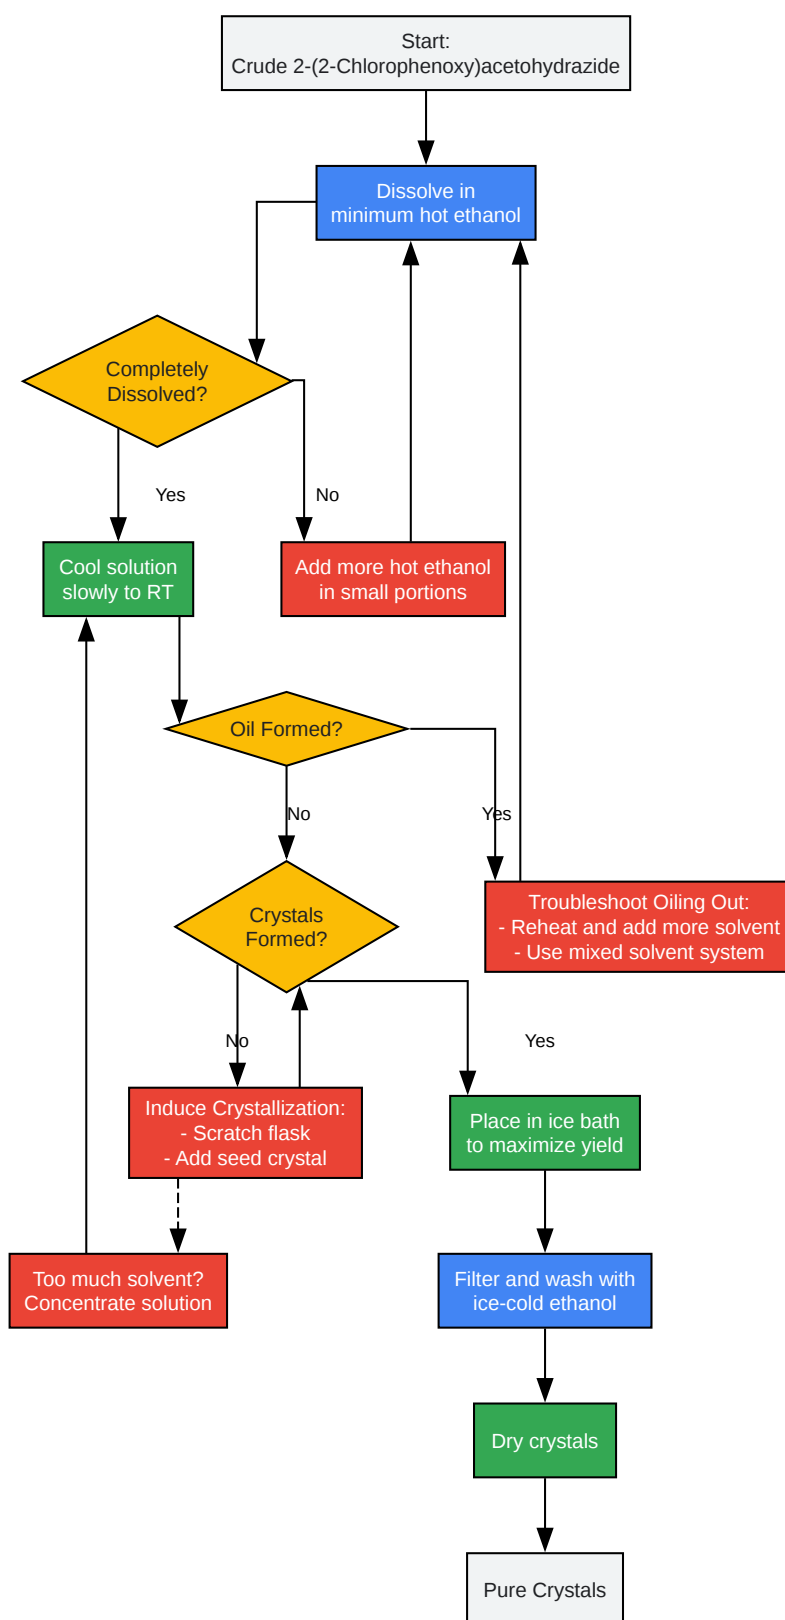 Start:
Crude 2-(2-Chlorophenoxy)acetohydrazide
Dissolve in
minimum hot ethanol
Completely
Dissolved?
Yes
No
Cool solution
slowly to RT
Add more hot ethanol
in small portions
Oil Formed?
No
Yes
Crystals
Formed?
Troubleshoot Oiling Out:
- Reheat and add more solvent
- Use mixed solvent system
No
Yes
Induce Crystallization:
- Scratch flask
- Add seed crystal
Place in ice bath
to maximize yield
Too much solvent?
Concentrate solution
Filter and wash with
ice-cold ethanol
Dry crystals
Pure Crystals